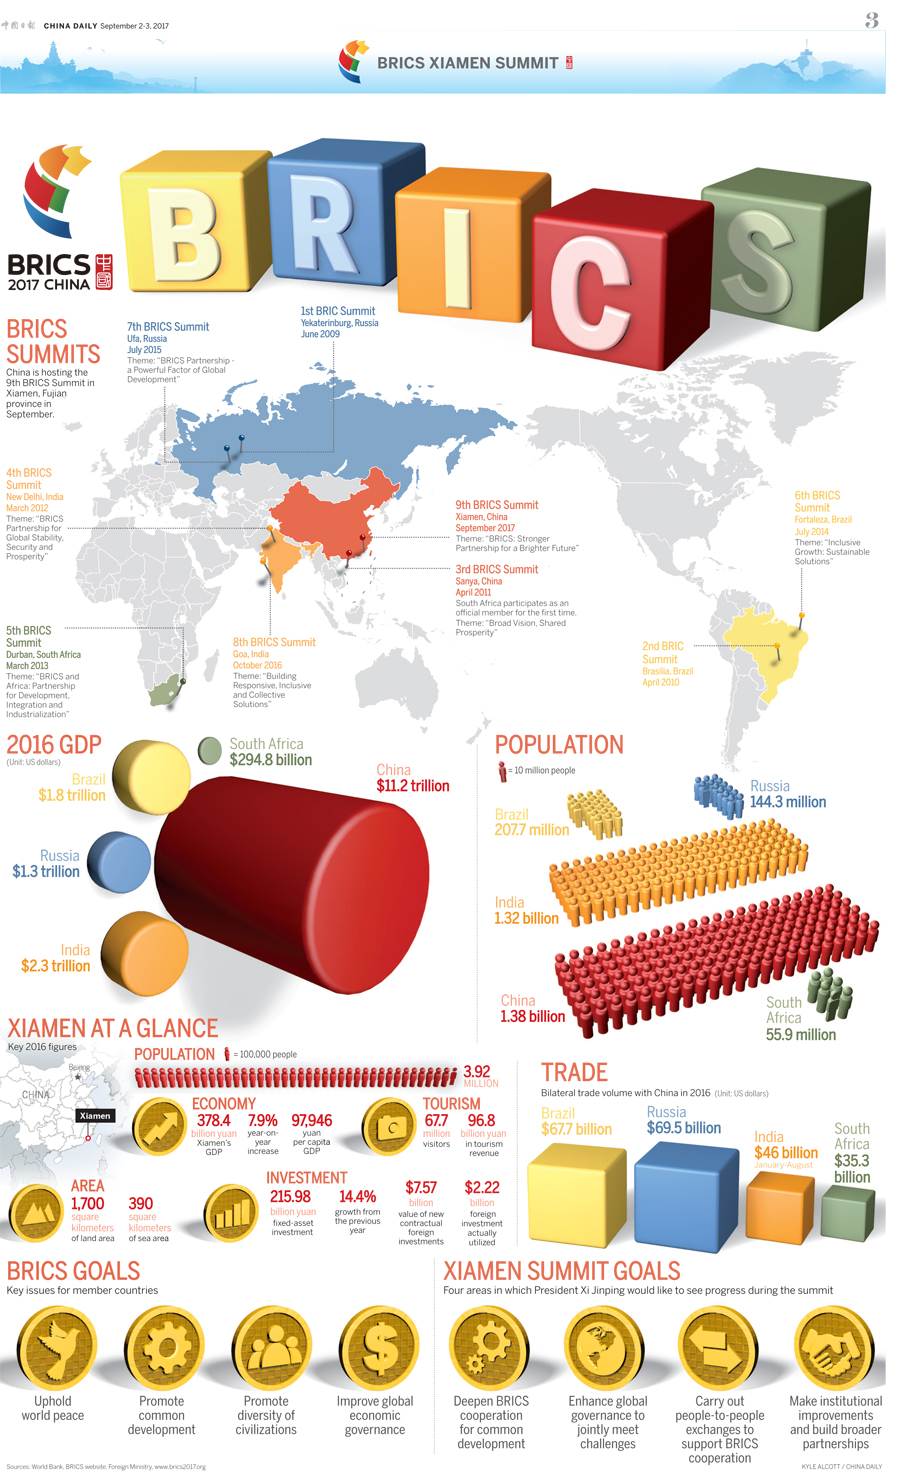 中国日报 CHINA DAILY September 2-3, 2017
3
BRICS XIAMEN SUMMIT
B R I C S
BRICS
2017 CHINA
BRICS
SUMMITS
China is hosting the
9th BRICS Summit in
Xiamen, Fujian
province in
September.
7th BRICS Summit
Ufa, Russia
July 2015
Theme: “BRICS Partnership -
a Powerful Factor of Global
Development”
1st BRIC Summit
Yekaterinburg, Russia
June 2009
4th BRICS
Summit
New Delhi, India
March 2012
Theme: “BRICS
Partnership for
Global Stability,
Security and
Prosperity”
9th BRICS Summit
Xiamen, China
September 2017
Theme: “BRICS: Stronger
Partnership for a Brighter Future”
6th BRICS
Summit
Fortaleza, Brazil
July 2014
Theme: “Inclusive
Growth: Sustainable
Solutions”
3rd BRICS Summit
Sanya, China
April 2011
South Africa participates as an
official member for the first time.
Theme: “Broad Vision, Shared
Prosperity”
5th BRICS
Summit
Durban, South Africa
March 2013
Theme: “BRICS and
Africa: Partnership
for Development,
Integration and
Industrialization”
8th BRICS Summit
Goa, India
October 2016
Theme: “Building
Responsive, Inclusive
and Collective
Solutions”
2nd BRIC
Summit
Brasilia, Brazil
April 2010
2016 GDP
(Unit: US dollars)
South Africa
$294.8 billion
Brazil
$1.8 trillion
China
$11.2 trillion
Russia
$1.3 trillion
India
$2.3 trillion
POPULATION
= 10 million people
Russia
144.3 million
Brazil
207.7 million
India
1.32 billion
China
1.38 billion
South
Africa
55.9 million
XIAMEN AT A GLANCE
Key 2016 figures
Beijing
CHINA
Xiamen
POPULATION = 100,000 people
3.92
MILLION
ECONOMY
378.4
billion yuan
Xiamen's
GDP
7.9%
year-on-
year
increase
97,946
yuan
per capita
GDP
TOURISM
67.7
million
visitors
96.8
billion yuan
in tourism
revenue
AREA
1,700
square
kilometers
of land area
390
square
kilometers
of sea area
INVESTMENT
215.98
billion yuan
fixed-asset
investment
14.4%
growth from
the previous
year
$7.57
billion
value of new
contractual
foreign
investments
$2.22
billion
foreign
investment
actually
utilized
TRADE
Bilateral trade volume with China in 2016 (Unit: US dollars)
Brazil
$67.7 billion
Russia
$69.5 billion
India
$46 billion
January-August
South
Africa
$35.3
billion
BRICS GOALS
Key issues for member countries
Uphold
world peace
Promote
common
development
Promote
diversity of
civilizations
Improve global
economic
governance
XIAMEN SUMMIT GOALS
Four areas in which President Xi Jinping would like to see progress during the summit
Deepen BRICS
cooperation
for common
development
Enhance global
governance to
jointly meet
challenges
Carry out
people-to-people
exchanges to
support BRICS
cooperation
Make institutional
improvements
and build broader
partnerships
Sources: World Bank, BRICS website, Foreign Ministry, www.brics2017.org
KYLE ALCOTT / CHINA DAILY